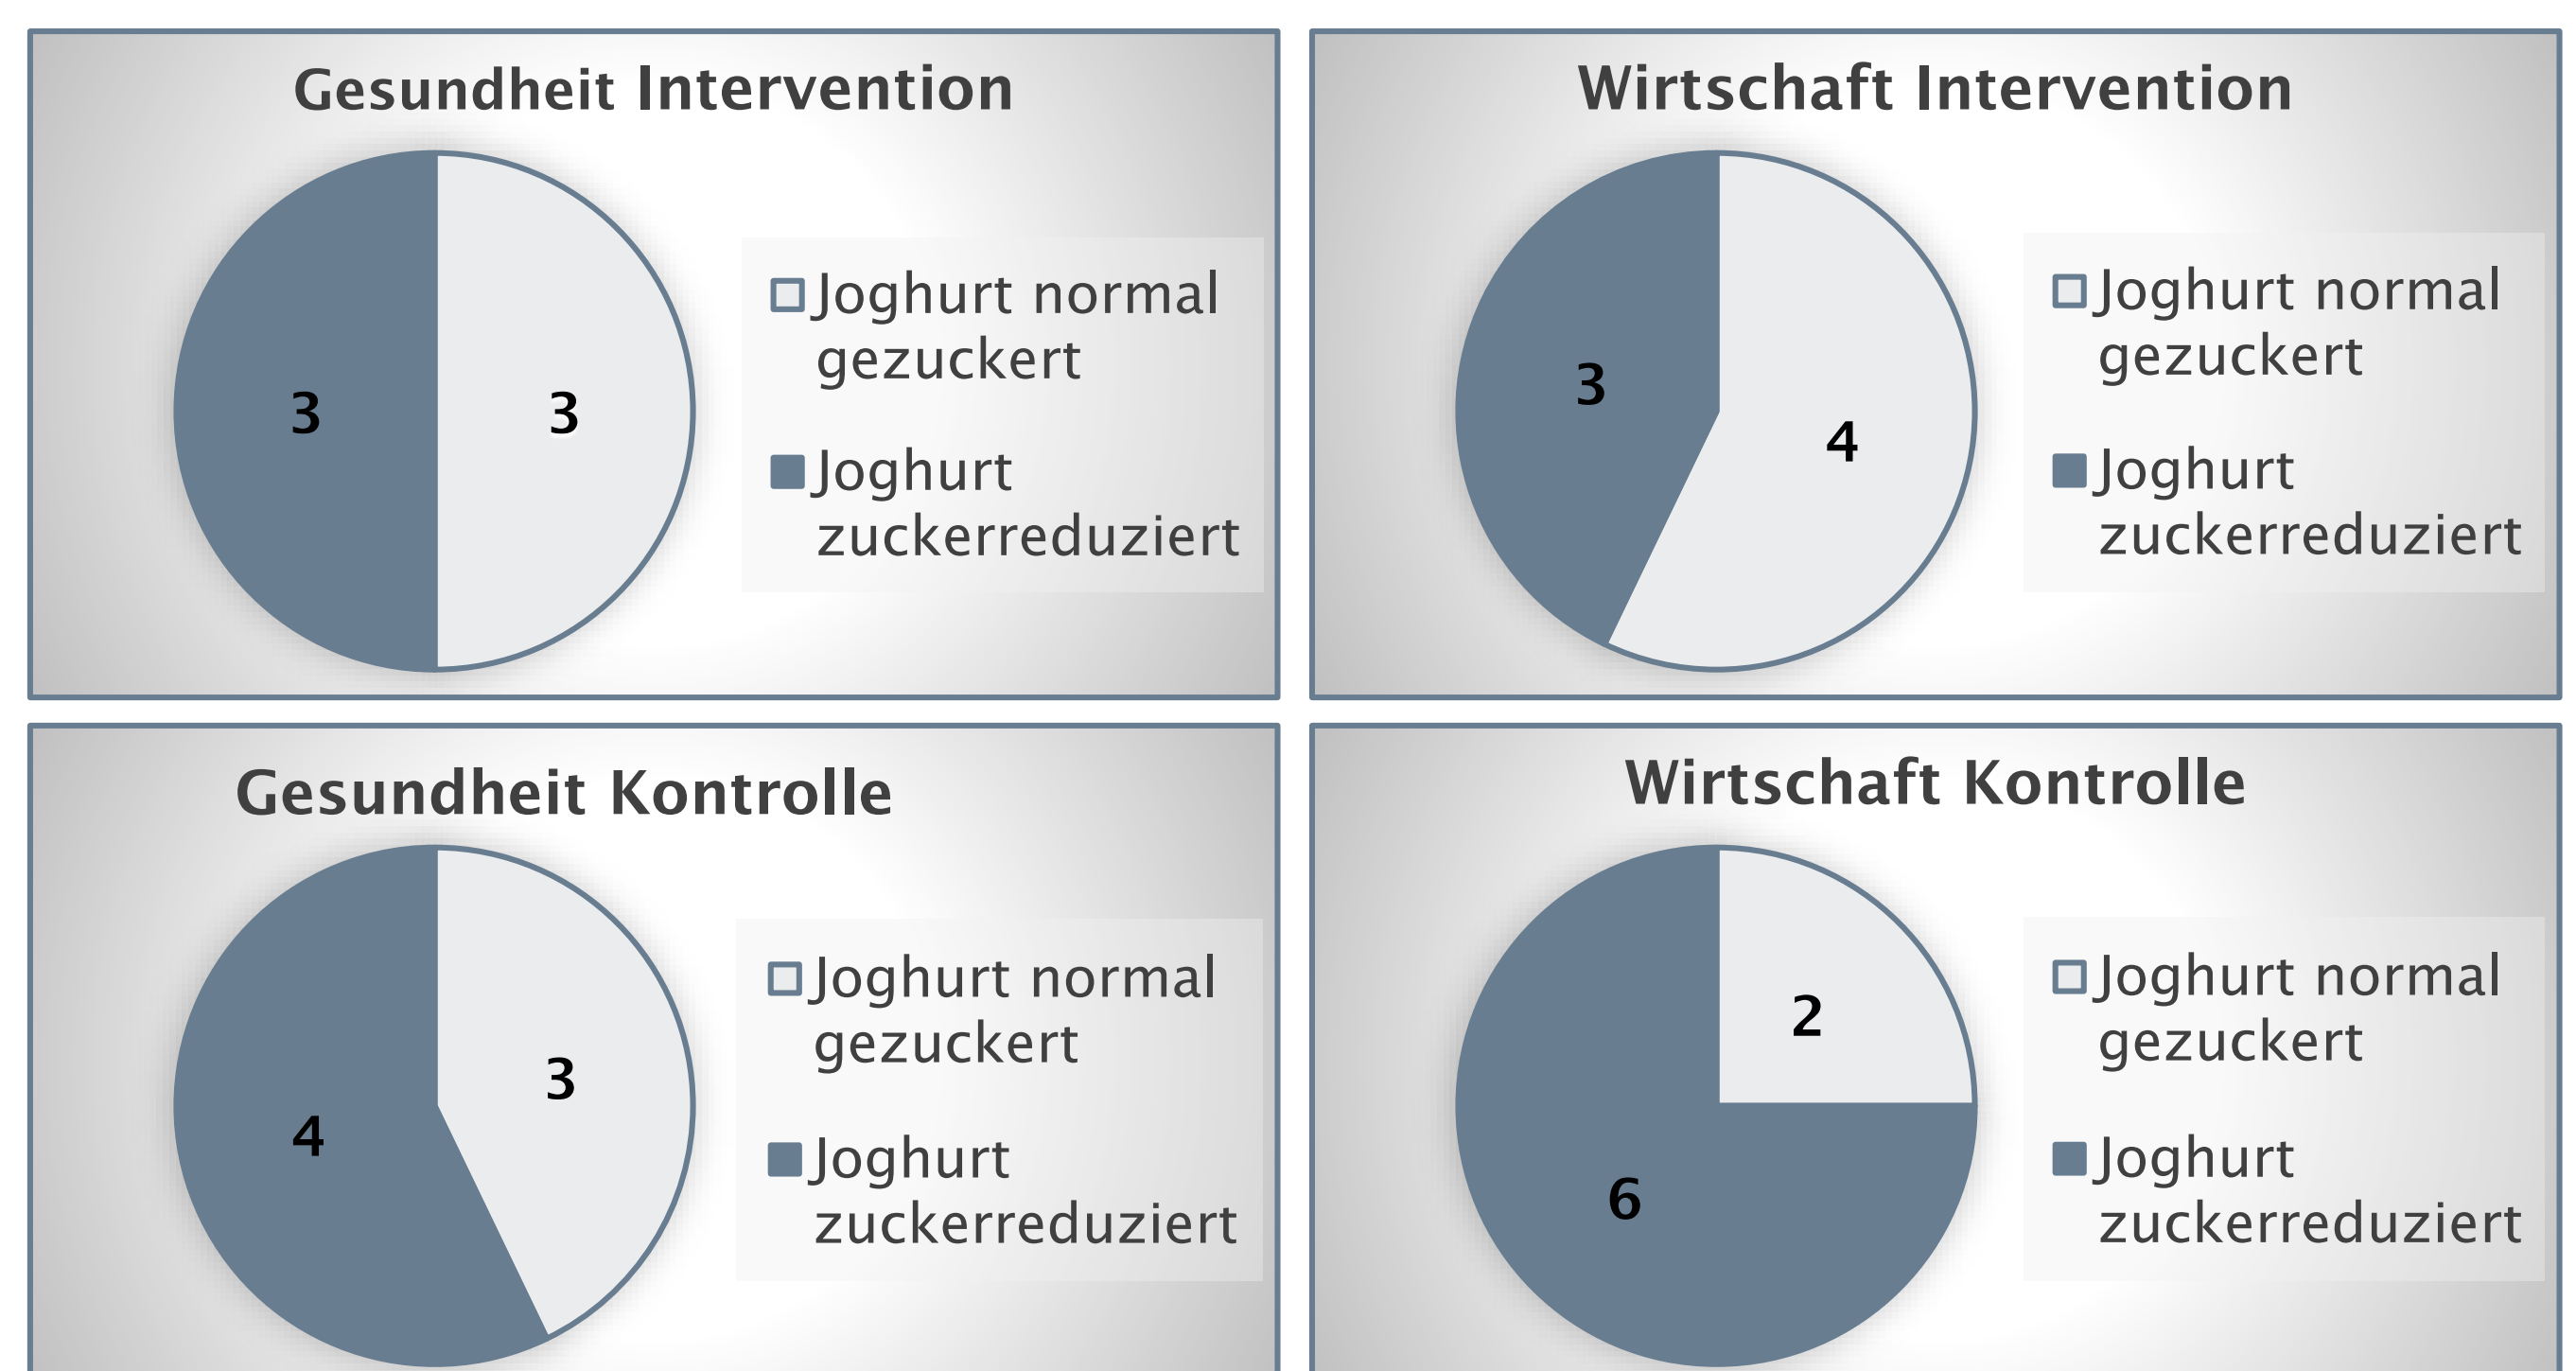 Gesundheit Intervention
3
3
Joghurt normal
gezuckert
Joghurt
zuckerreduziert
Wirtschaft Intervention
3
4
Joghurt normal
gezuckert
Joghurt
zuckerreduziert
Gesundheit Kontrolle
4
3
Joghurt normal
gezuckert
Joghurt
zuckerreduziert
Wirtschaft Kontrolle
2
6
Joghurt normal
gezuckert
Joghurt
zuckerreduziert